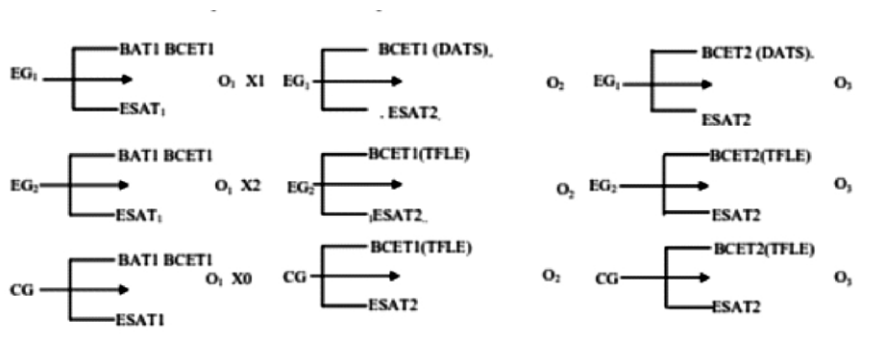 BAT1 BCET1 BCET1 (DATS). BCET2 (DATS).
EG₁ O₁ X1 EG₁ O₂ EG₁ O₃
ESAT₁ . ESAT2. ESAT2
BAT1 BCET1 BCET1(TFLE) BCET2(TFLE)
EG₂ O₁ X2 EG₂ O₂ EG₂ O₃
ESAT₁ ESAT2.. ESAT2
BAT1 BCET1 BCET1(TFLE) BCET2(TFLE)
CG O₁ X0 CG O₂ CG O₃
ESAT1 ESAT2 ESAT2